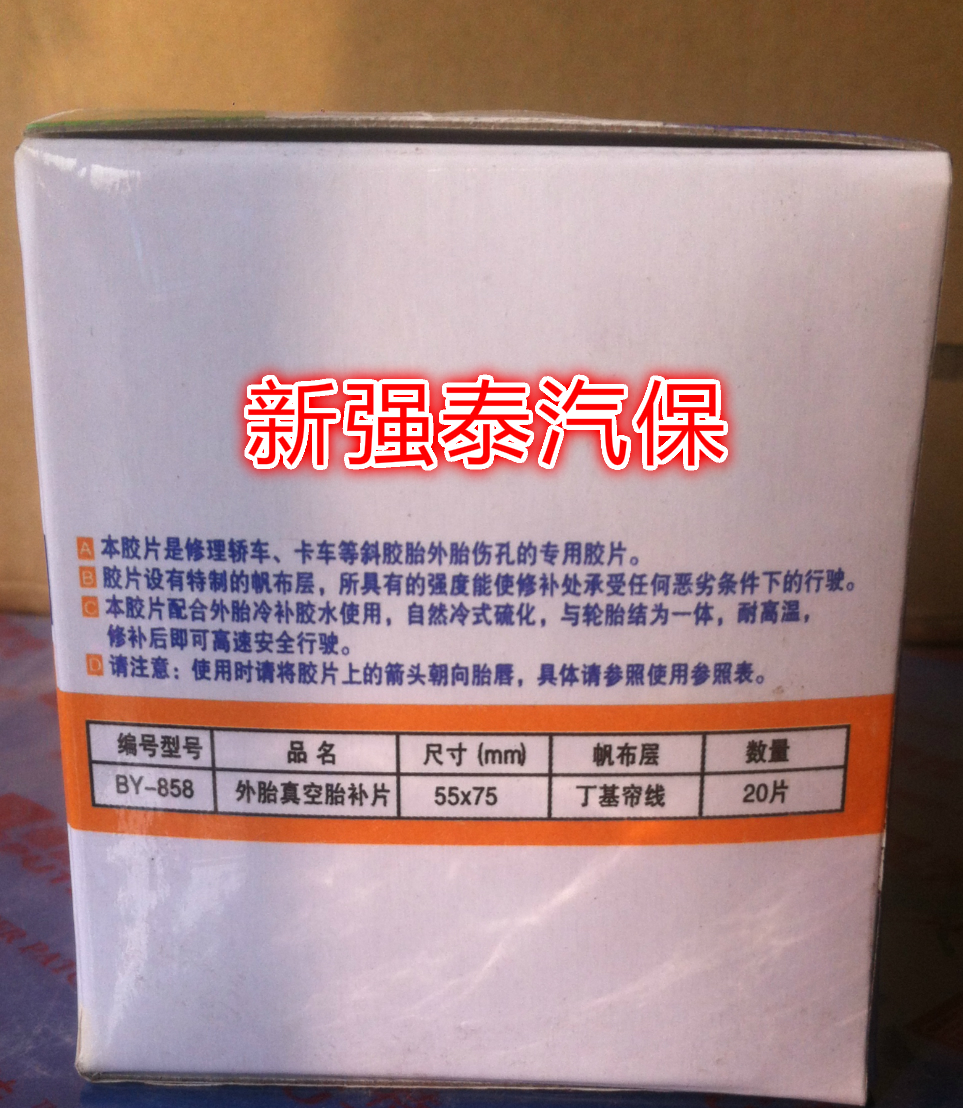 新强泰汽保
A 本胶片是修理轿车、卡车等斜胶胎外胎伤孔的专用胶片。
B 胶片设有特制的帆布层，所具有的强度能使修补处承受任何恶劣条件下的行驶。
C 本胶片配合外胎冷补胶水使用，自然冷式硫化，与轮胎结为一体，耐高温，
修补后即可高速安全行驶。
D 请注意：使用时请将胶片上的箭头朝向胎唇，具体请参照使用参照表。
编号型号 品名 尺寸(mm) 帆布层 数量
BY-858 外胎真空胎补片 55x75 丁基帘线 20片